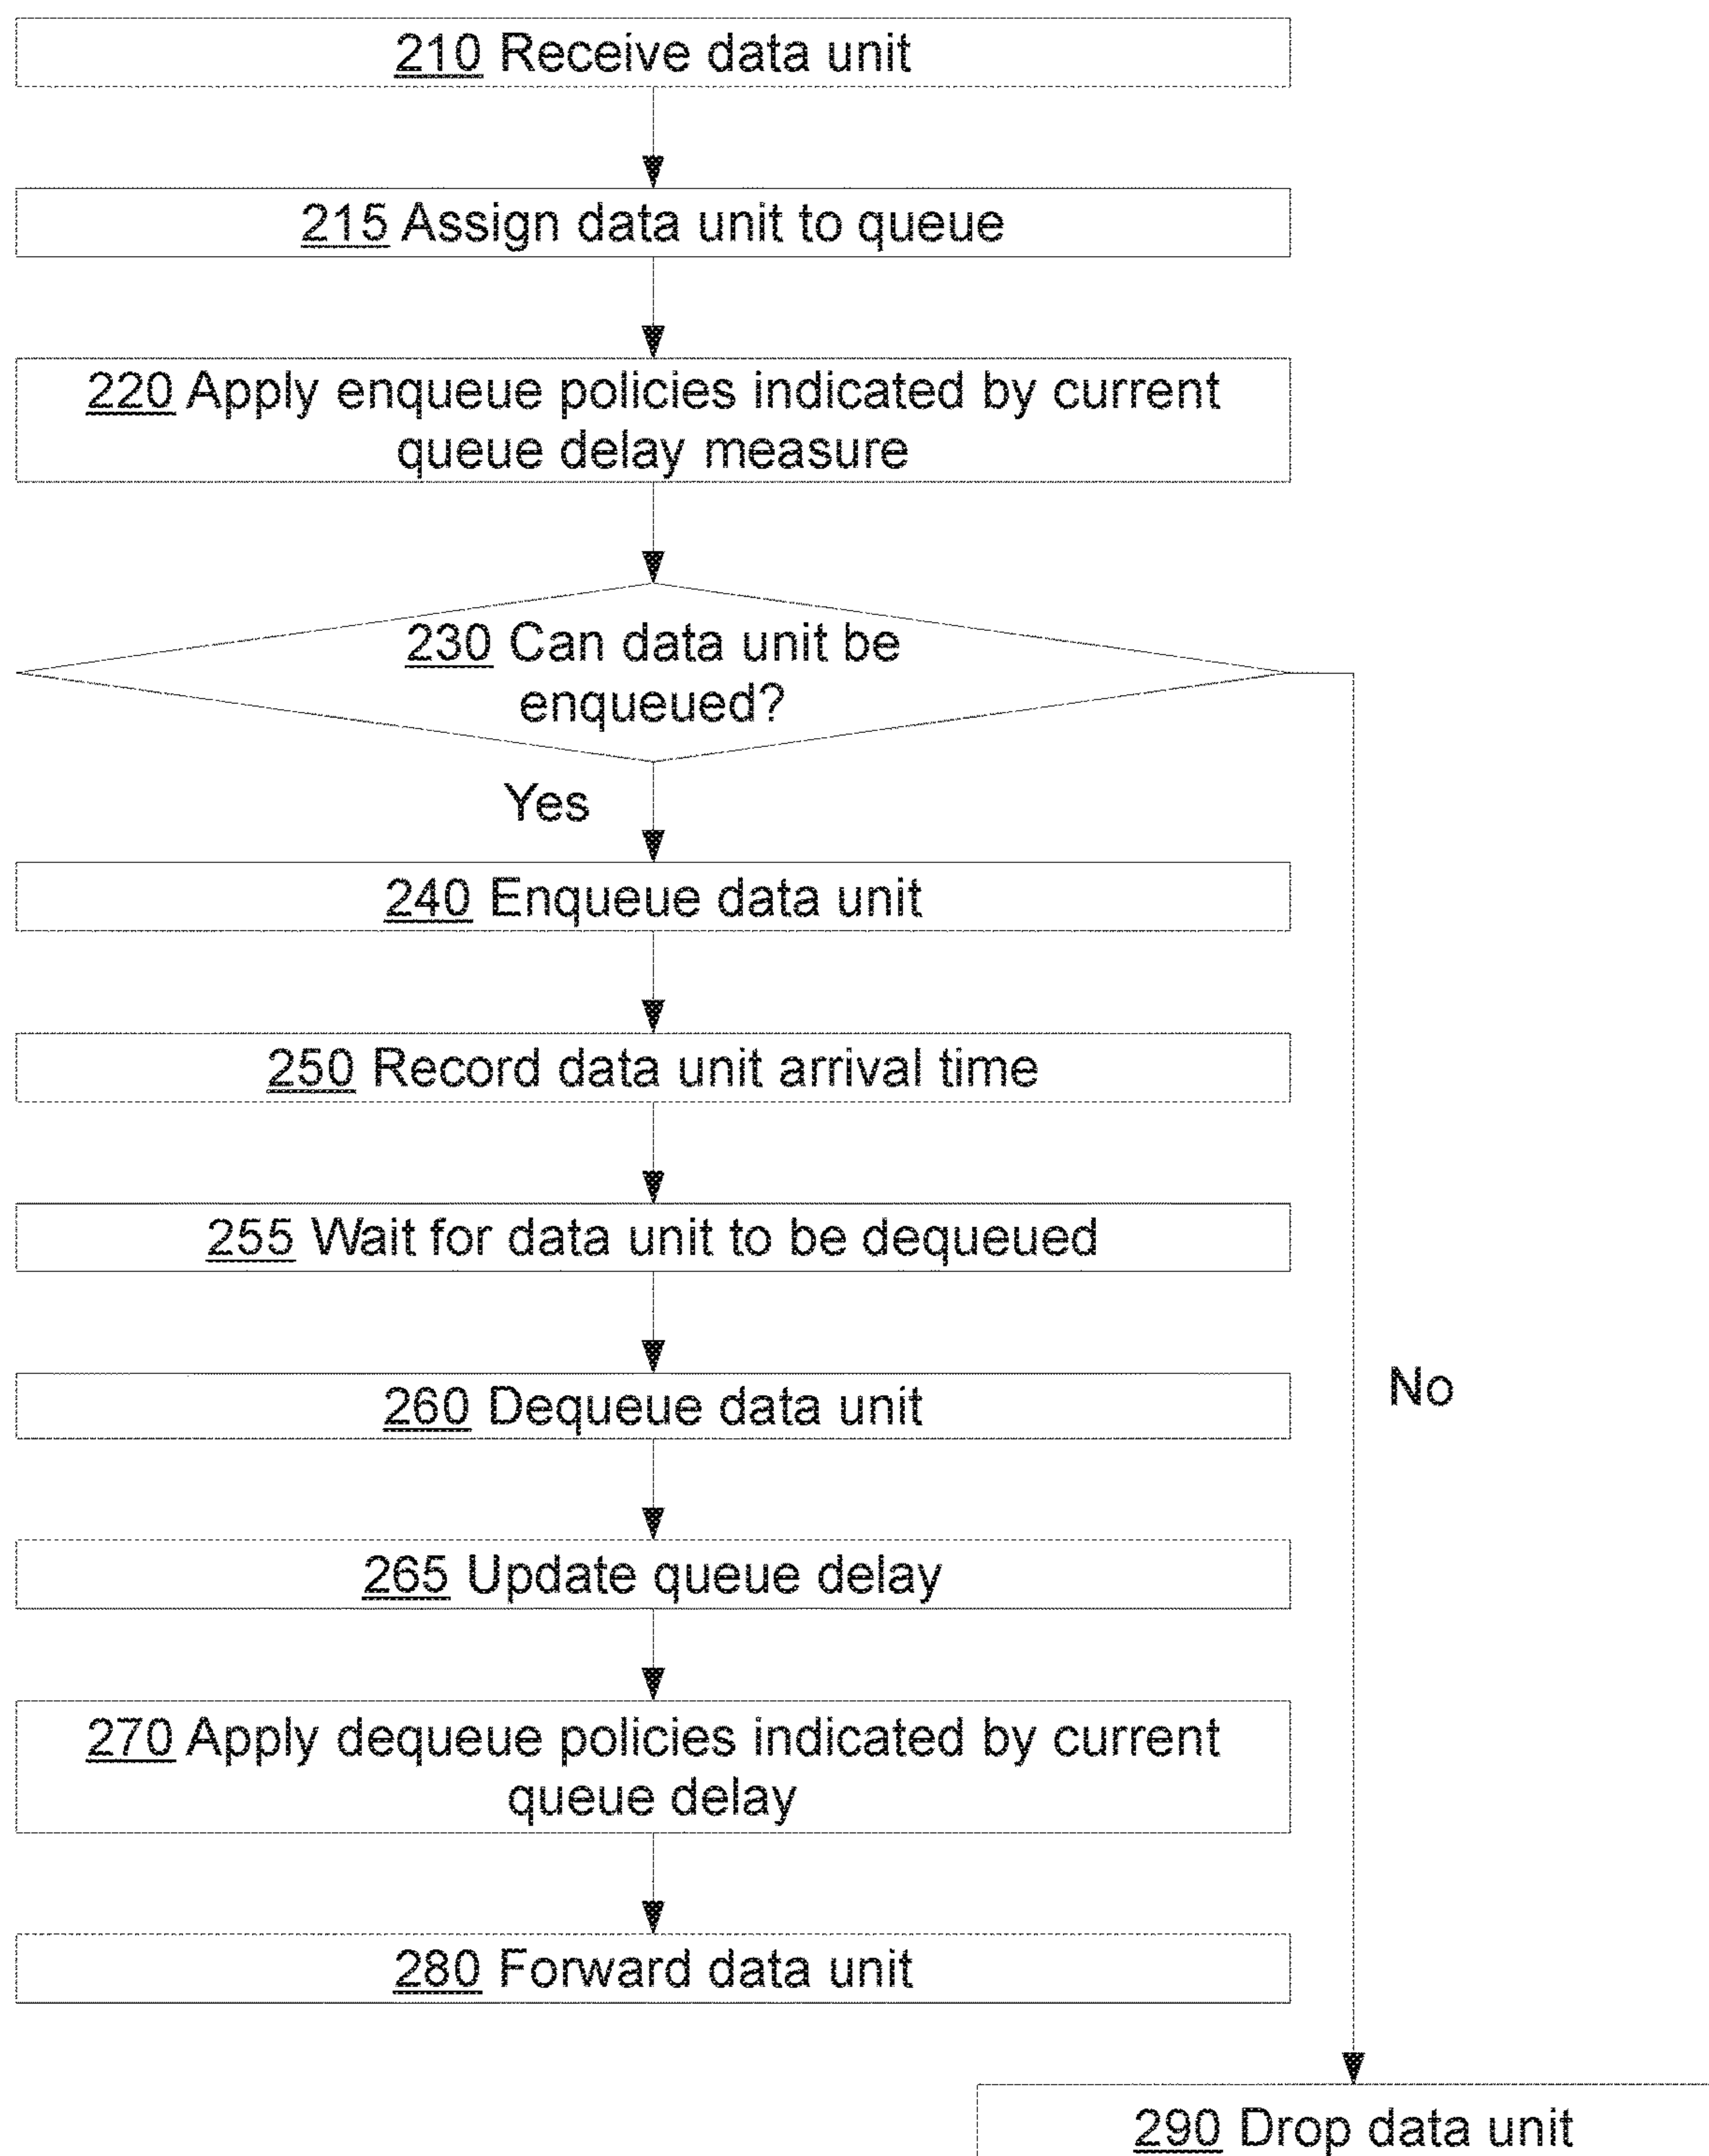 210 Receive data unit
215 Assign data unit to queue
220 Apply enqueue policies indicated by current
queue delay measure
230 Can data unit be
enqueued?
Yes
240 Enqueue data unit
250 Record data unit arrival time
255 Wait for data unit to be dequeued
260 Dequeue data unit
No
265 Update queue delay
270 Apply dequeue policies indicated by current
queue delay
280 Forward data unit
290 Drop data unit